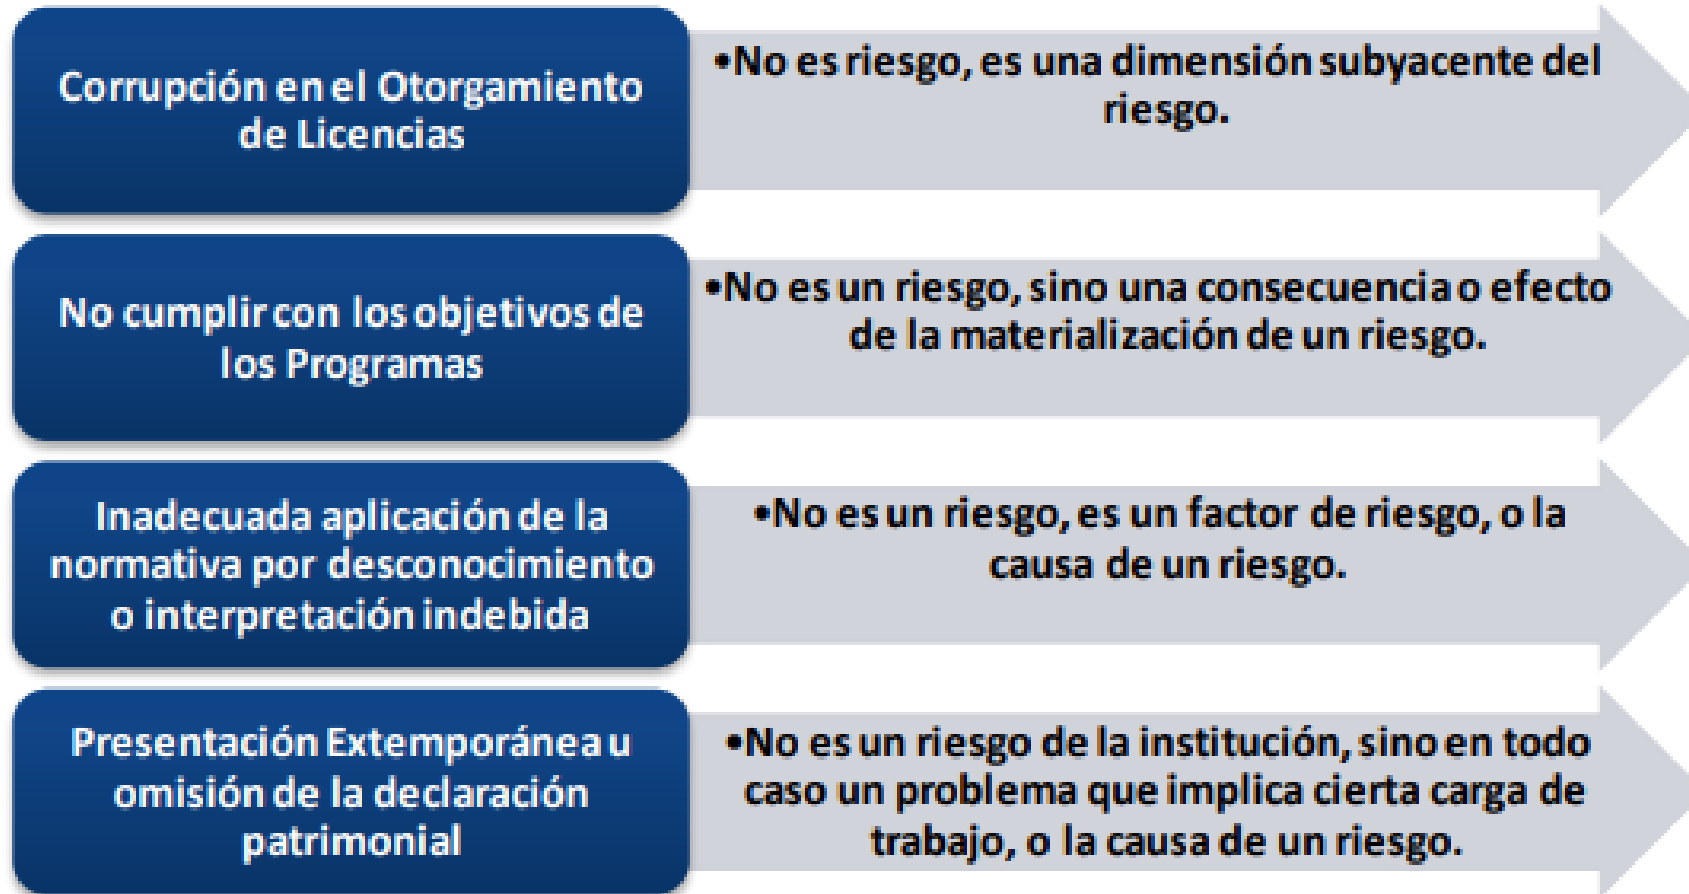 Corrupción en el Otorgamiento
de Licencias
•No es riesgo, es una dimensión subyacente del
riesgo.
No cumplir con los objetivos de
los Programas
•No es un riesgo, sino una consecuencia o efecto
de la materialización de un riesgo.
Inadecuada aplicación de la
normativa por desconocimiento
o interpretación indebida
•No es un riesgo, es un factor de riesgo, o la
causa de un riesgo.
Presentación Extemporánea u
omisión de la declaración
patrimonial
•No es un riesgo de la institución, sino en todo
caso un problema que implica cierta carga de
trabajo, o la causa de un riesgo.